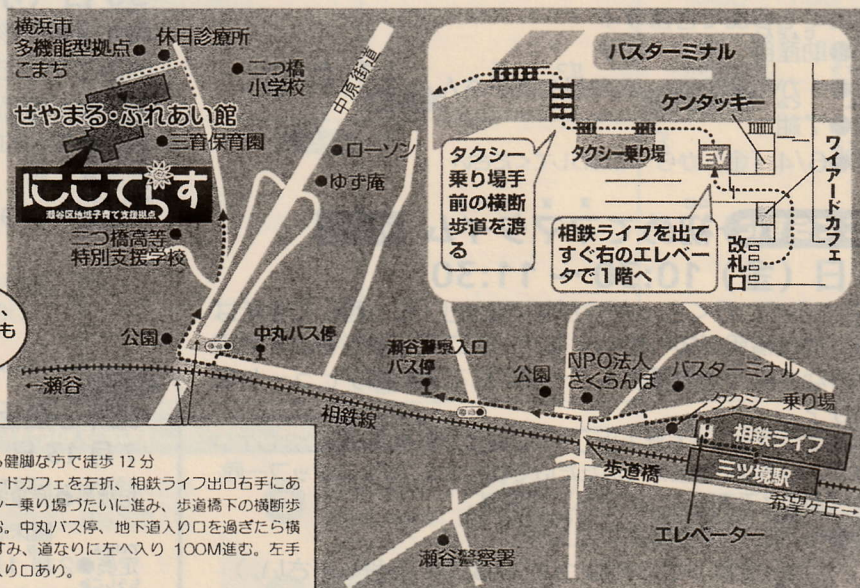 横浜市
多機能型拠点
こまち
休日診療所
二つ橋
小学校
中原街道
せやまる・ふれあい館
三育保育園
ローソン
ゆず庵
にこてらす
瀬谷区地域子育て支援拠点
二つ橋高等
特別支援学校
バスターミナル
ケンタッキー
タクシー乗り場
EV
ワイアードカフェ
改札口
タクシー
乗り場手
前の横断
歩道を渡
る
相鉄ライフを出て
すぐ右のエレベー
タで1階へ
、
も
公園
中丸バス停
瀬谷警察入口
バス停
公園
NPO法人
さくらんぼ
バスターミナル
タクシー乗り場
←瀬谷
相鉄線
相鉄ライフ
三ツ境駅
歩道橋
希望ヶ丘→
エレベーター
瀬谷警察署
健脚な方で徒歩 12 分
ードカフェを左折、相鉄ライフ出口右手にあ
シー乗り場づたいに進み、歩道橋下の横断歩
む。中丸バス停、地下道入り口を過ぎたら横
すみ、道なりに左へ入り 100M進む。左手
入り口あり。